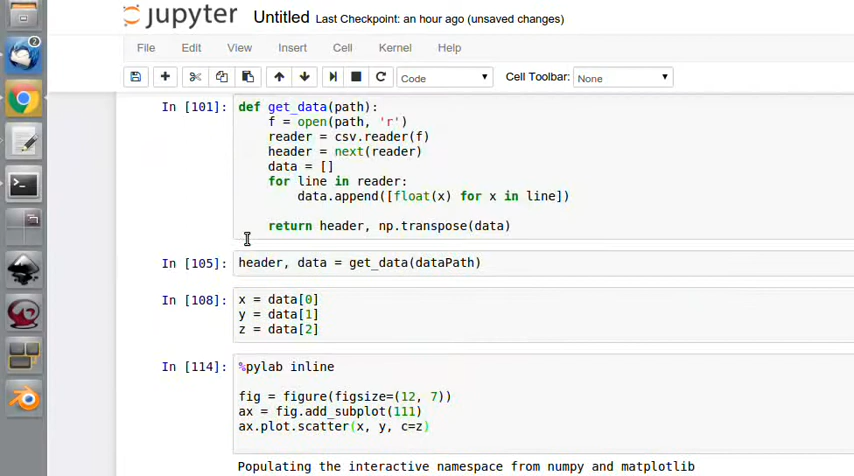 jupyter Untitled Last Checkpoint: an hour ago (unsaved changes)
File Edit View Insert Cell Kernel Help
Code Cell Toolbar: None
2
In [101]: def get_data(path):
    f = open(path, 'r')
    reader = csv.reader(f)
    header = next(reader)
    data = []
    for line in reader:
        data.append([float(x) for x in line])
    return header, np.transpose(data)
In [105]: header, data = get_data(dataPath)
In [108]: x = data[0]
y = data[1]
z = data[2]
In [114]: %pylab inline
fig = figure(figsize=(12, 7))
ax = fig.add_subplot(111)
ax.plot.scatter(x, y, c=z)
Populating the interactive namespace from numpy and matplotlib